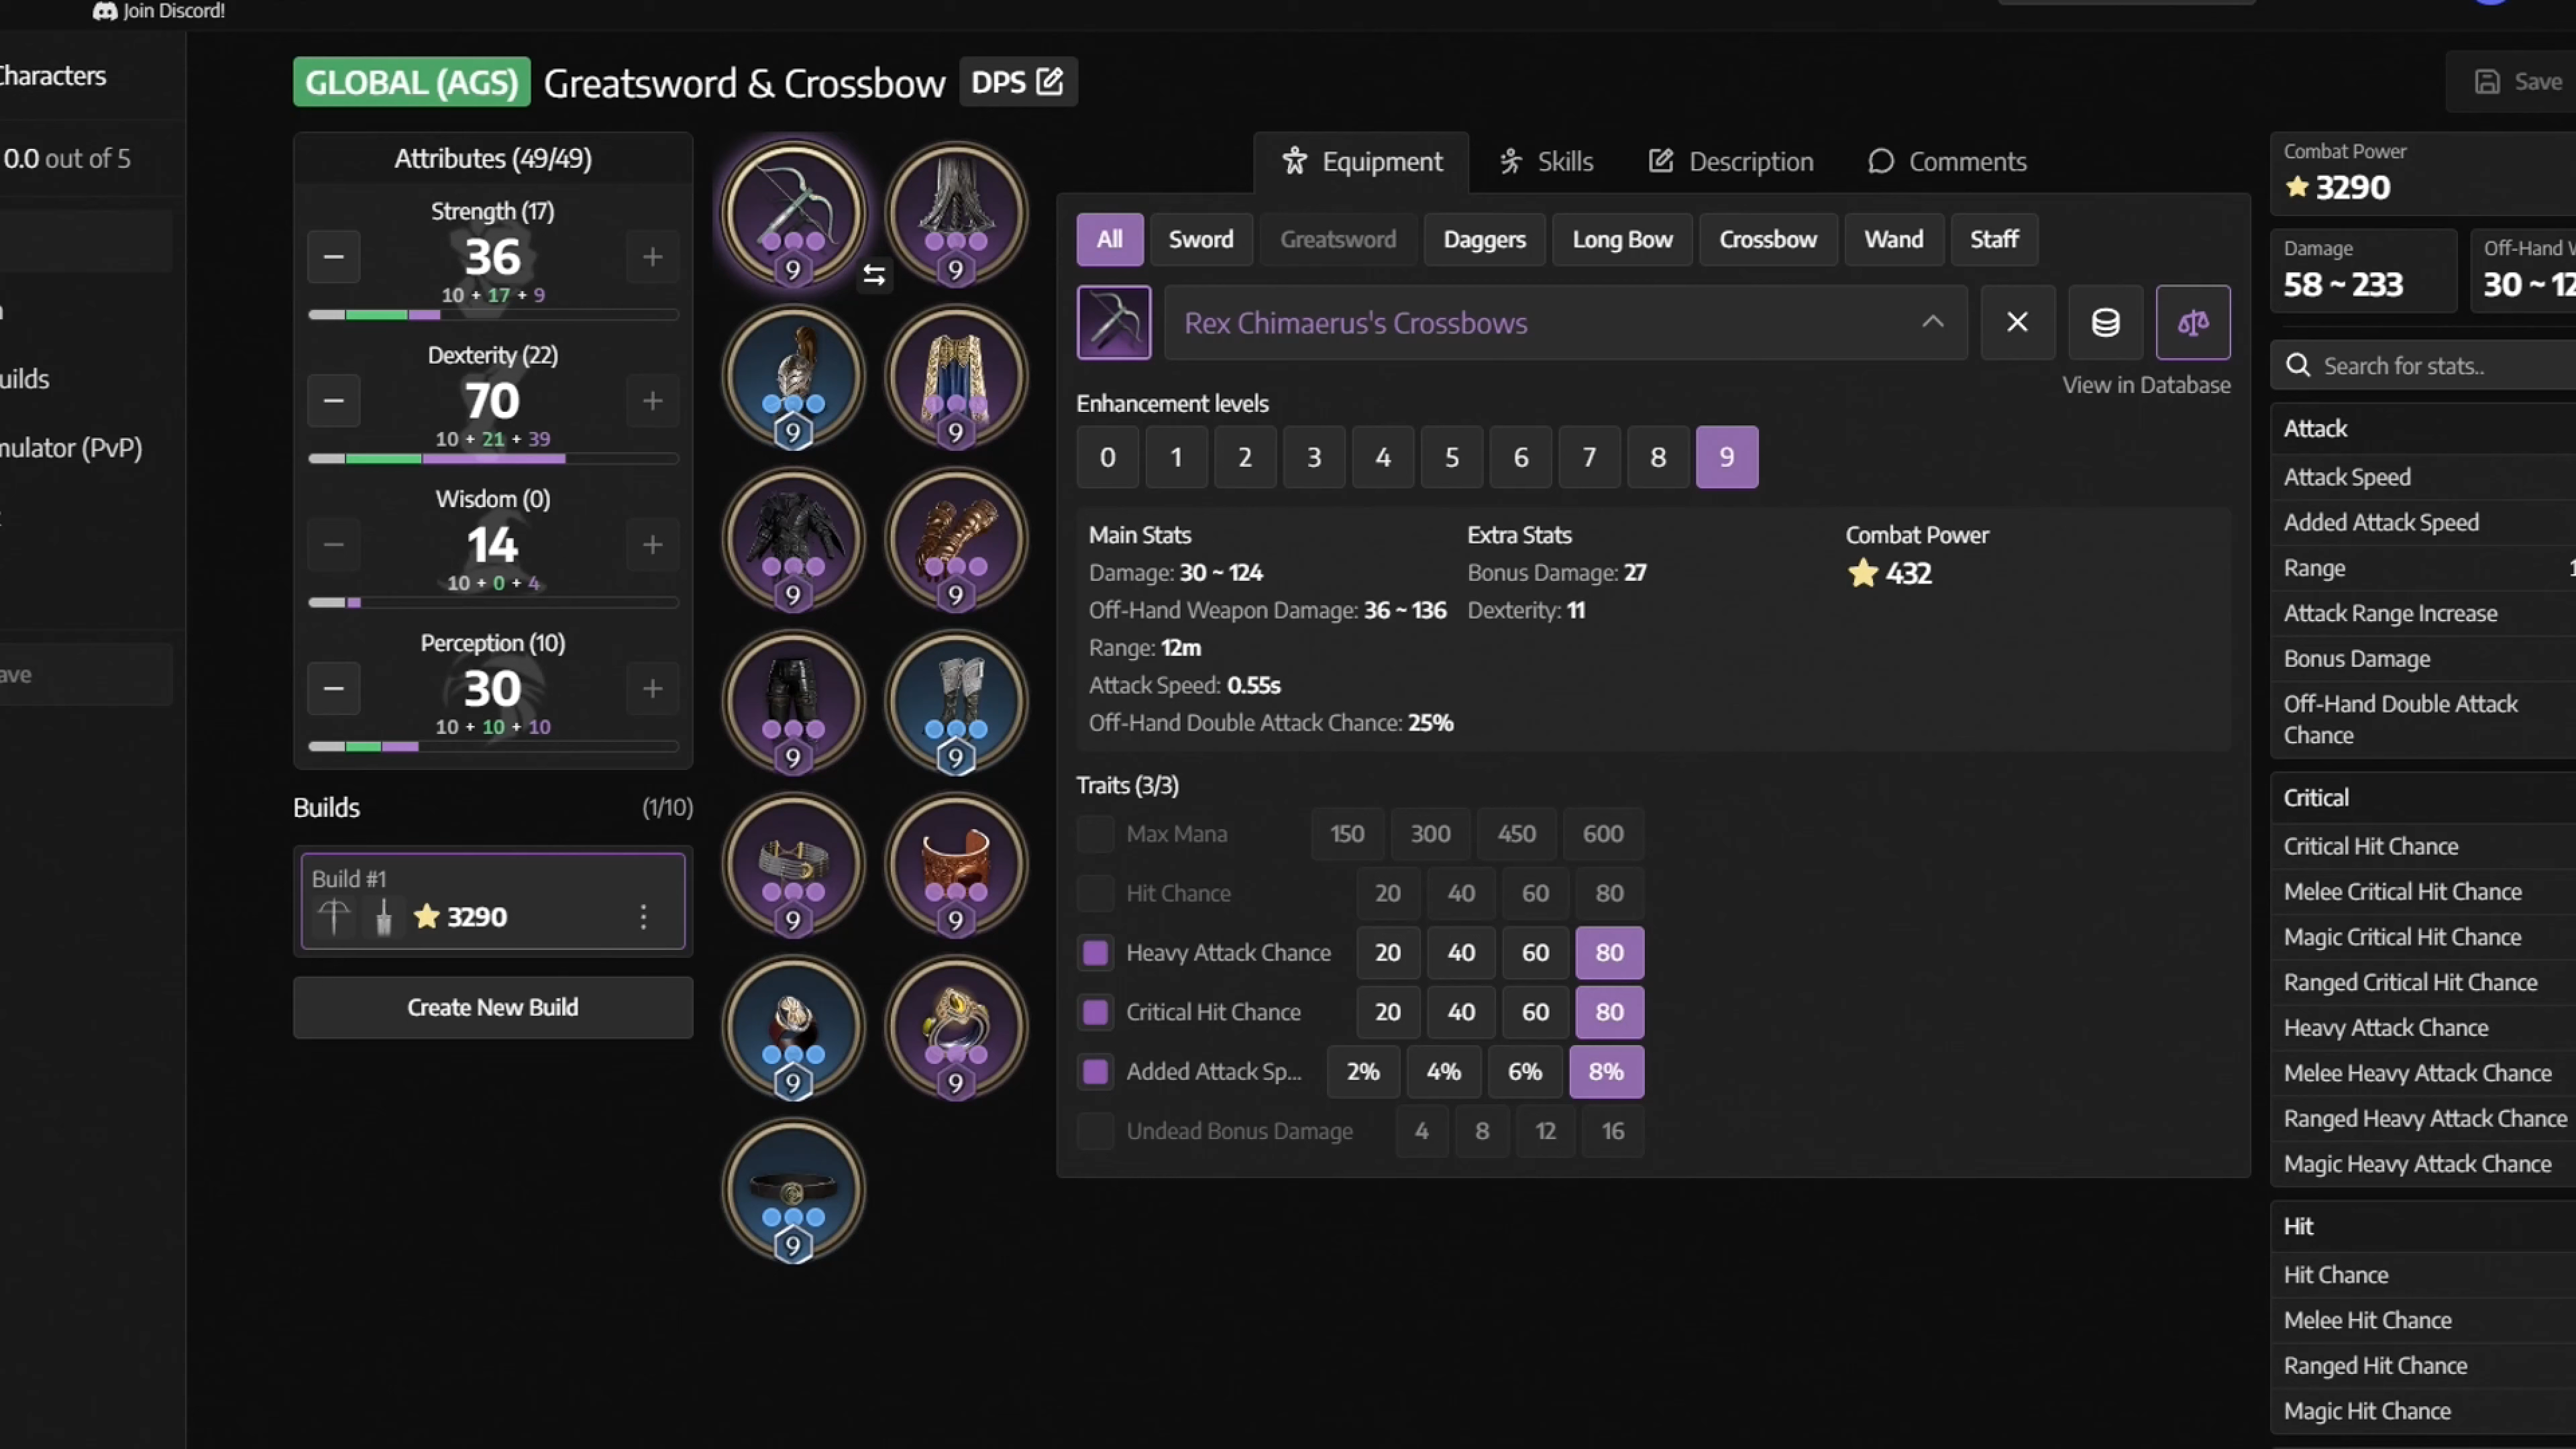 Join Discord!
Characters
0.0 out of 5
uilds
mulator (PvP)
ave
GLOBAL (AGS) Greatsword & Crossbow DPS
Save
Attributes (49/49)
Strength (17)
36
10 + 17 + 9
Dexterity (22)
70
10 + 21 + 39
Wisdom (0)
14
10 + 0 + 4
Perception (10)
30
10 + 10 + 10
Builds (1/10)
Build #1
3290
Create New Build
9 9
9 9
9 9
9 9
9 9
9 9
9
Equipment Skills Description Comments
All Sword Greatsword Daggers Long Bow Crossbow Wand Staff
Rex Chimaerus's Crossbows
View in Database
Enhancement levels
0 1 2 3 4 5 6 7 8 9
Main Stats Extra Stats Combat Power
Damage: 30 ~ 124 Bonus Damage: 27 432
Off-Hand Weapon Damage: 36 ~ 136 Dexterity: 11
Range: 12m
Attack Speed: 0.55s
Off-Hand Double Attack Chance: 25%
Traits (3/3)
Max Mana 150 300 450 600
Hit Chance 20 40 60 80
Heavy Attack Chance 20 40 60 80
Critical Hit Chance 20 40 60 80
Added Attack Sp... 2% 4% 6% 8%
Undead Bonus Damage 4 8 12 16
Combat Power
3290
Damage Off-Hand W
58 ~ 233 30 ~ 12
Search for stats..
Attack
Attack Speed
Added Attack Speed
Range 1
Attack Range Increase
Bonus Damage
Off-Hand Double Attack
Chance
Critical
Critical Hit Chance
Melee Critical Hit Chance
Magic Critical Hit Chance
Ranged Critical Hit Chance
Heavy Attack Chance
Melee Heavy Attack Chance
Ranged Heavy Attack Chance
Magic Heavy Attack Chance
Hit
Hit Chance
Melee Hit Chance
Ranged Hit Chance
Magic Hit Chance